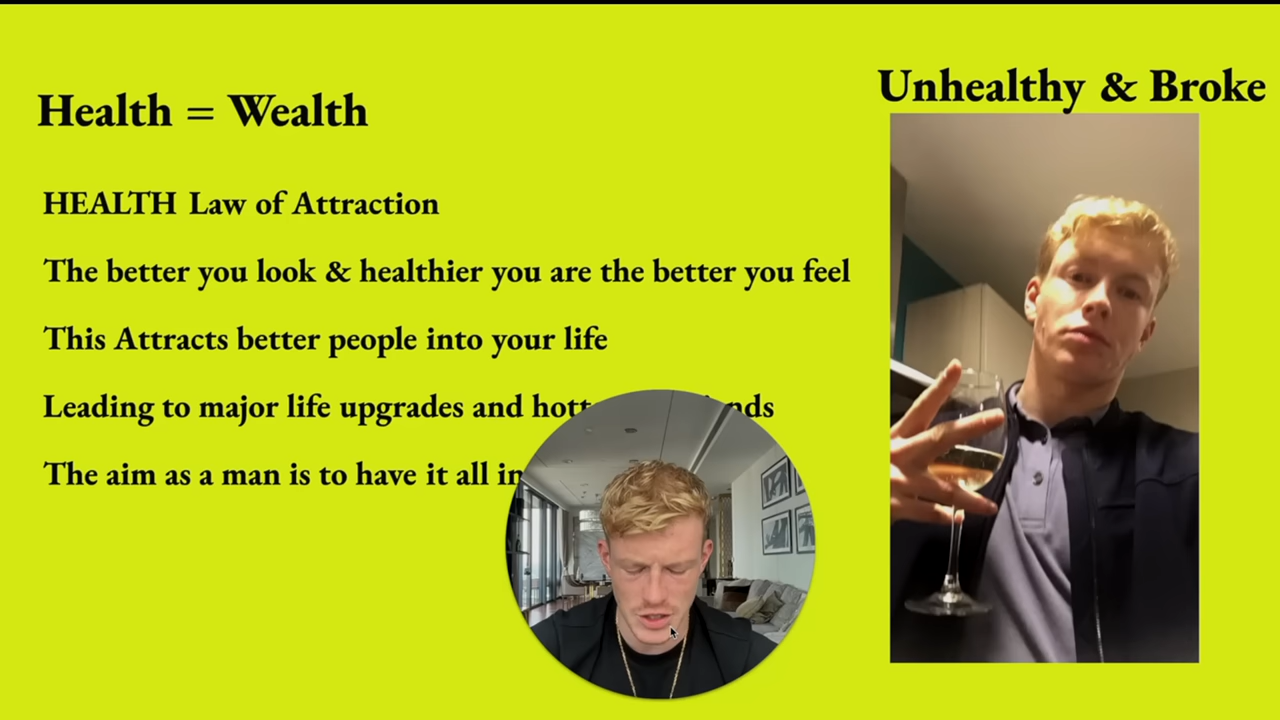 Unhealthy & Broke
Health = Wealth
HEALTH Law of Attraction
The better you look & healthier you are the better you feel
This Attracts better people into your life
Leading to major life upgrades and
The aim as a man is to have it all in